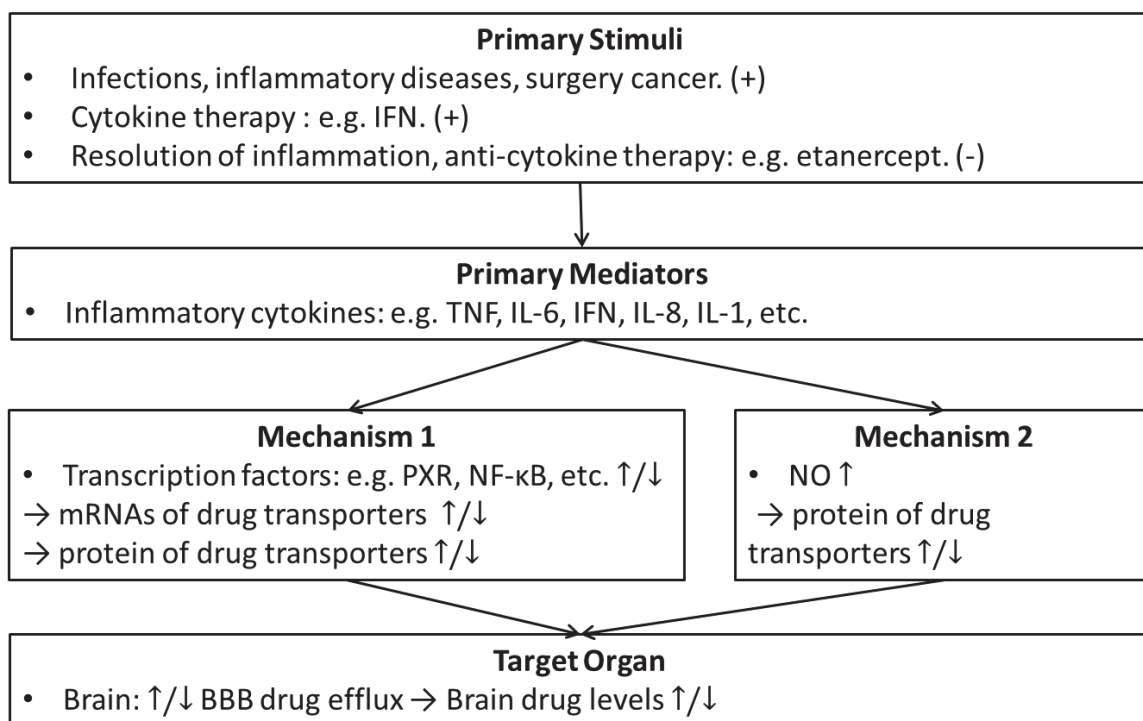 Primary Stimuli
• Infections, inflammatory diseases, surgery cancer. (+)
• Cytokine therapy : e.g. IFN. (+)
• Resolution of inflammation, anti-cytokine therapy: e.g. etanercept. (-)
Primary Mediators
• Inflammatory cytokines: e.g. TNF, IL-6, IFN, IL-8, IL-1, etc.
Mechanism 1
• Transcription factors: e.g. PXR, NF-κB, etc. ↑/↓
→ mRNAs of drug transporters ↑/↓
→ protein of drug transporters ↑/↓
Mechanism 2
• NO ↑
→ protein of drug
transporters ↑/↓
Target Organ
• Brain: ↑/↓ BBB drug efflux → Brain drug levels ↑/↓